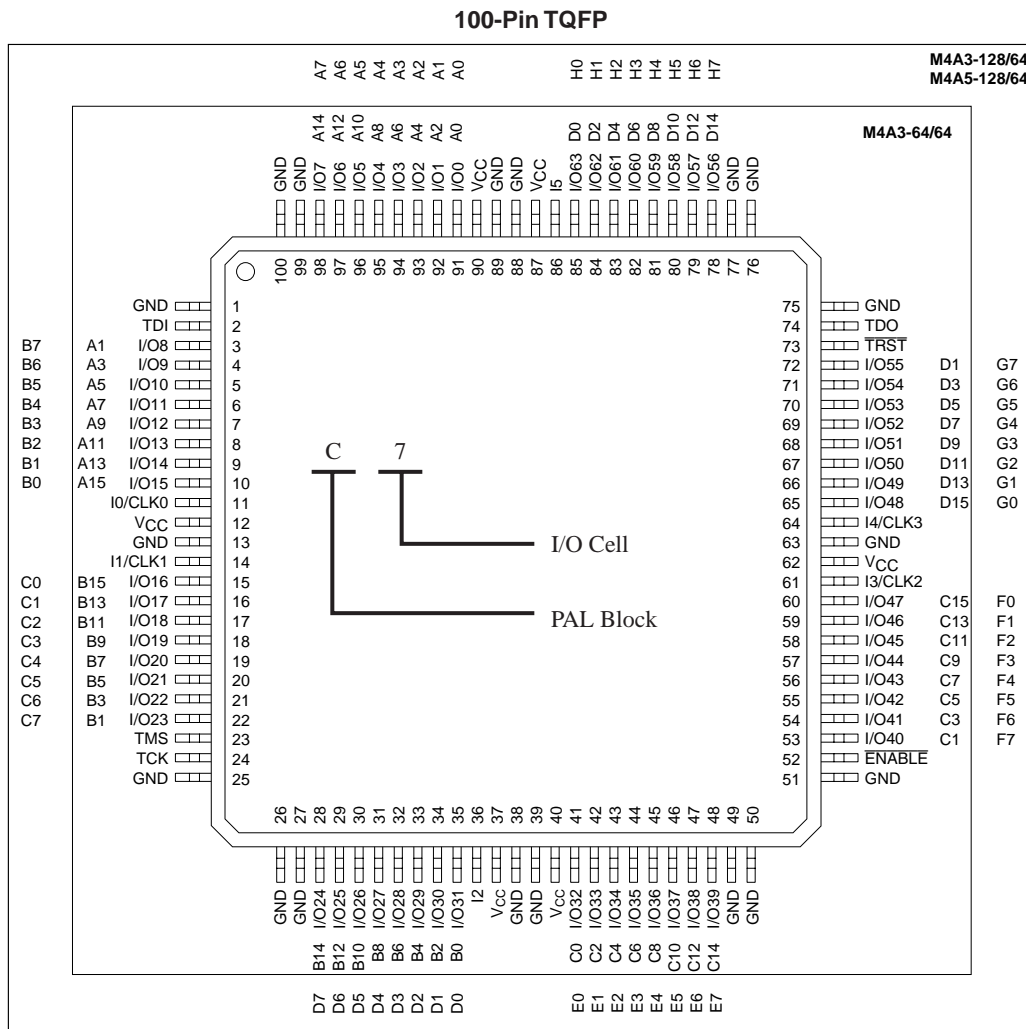 100-Pin TQFP
M4A3-128/64
M4A5-128/64
A7 A6 A5 A4 A3 A2 A1 A0 H0 H1 H2 H3 H4 H5 H6 H7
M4A3-64/64
A14 A12 A10 A8 A6 A4 A2 A0 D0 D2 D4 D6 D8 D10 D12 D14
GND GND I/O7 I/O6 I/O5 I/O4 I/O3 I/O2 I/O1 I/O0 VCC GND GND VCC I5 I/O63 I/O62 I/O61 I/O60 I/O59 I/O58 I/O57 I/O56 GND GND
100 99 98 97 96 95 94 93 92 91 90 89 88 87 86 85 84 83 82 81 80 79 78 77 76
GND 1 75 GND
TDI 2 74 TDO
B7 A1 I/O8 3 73 TRST
B6 A3 I/O9 4 72 I/O55 D1 G7
B5 A5 I/O10 5 71 I/O54 D3 G6
B4 A7 I/O11 6 70 I/O53 D5 G5
B3 A9 I/O12 7 69 I/O52 D7 G4
B2 A11 I/O13 8 68 I/O51 D9 G3
B1 A13 I/O14 9 C 7 67 I/O50 D11 G2
B0 A15 I/O15 10 66 I/O49 D13 G1
I0/CLK0 11 65 I/O48 D15 G0
VCC 12 64 I4/CLK3
GND 13 I/O Cell 63 GND
I1/CLK1 14 62 VCC
C0 B15 I/O16 15 61 I3/CLK2
C1 B13 I/O17 16 60 I/O47 C15 F0
C2 B11 I/O18 17 PAL Block 59 I/O46 C13 F1
C3 B9 I/O19 18 58 I/O45 C11 F2
C4 B7 I/O20 19 57 I/O44 C9 F3
C5 B5 I/O21 20 56 I/O43 C7 F4
C6 B3 I/O22 21 55 I/O42 C5 F5
C7 B1 I/O23 22 54 I/O41 C3 F6
TMS 23 53 I/O40 C1 F7
TCK 24 52 ENABLE
GND 25 51 GND
26 27 28 29 30 31 32 33 34 35 36 37 38 39 40 41 42 43 44 45 46 47 48 49 50
GND GND I/O24 I/O25 I/O26 I/O27 I/O28 I/O29 I/O30 I/O31 I2 VCC GND GND VCC I/O32 I/O33 I/O34 I/O35 I/O36 I/O37 I/O38 I/O39 GND GND
B14 B12 B10 B8 B6 B4 B2 B0 C0 C2 C4 C6 C8 C10 C12 C14
D7 D6 D5 D4 D3 D2 D1 D0 E0 E1 E2 E3 E4 E5 E6 E7